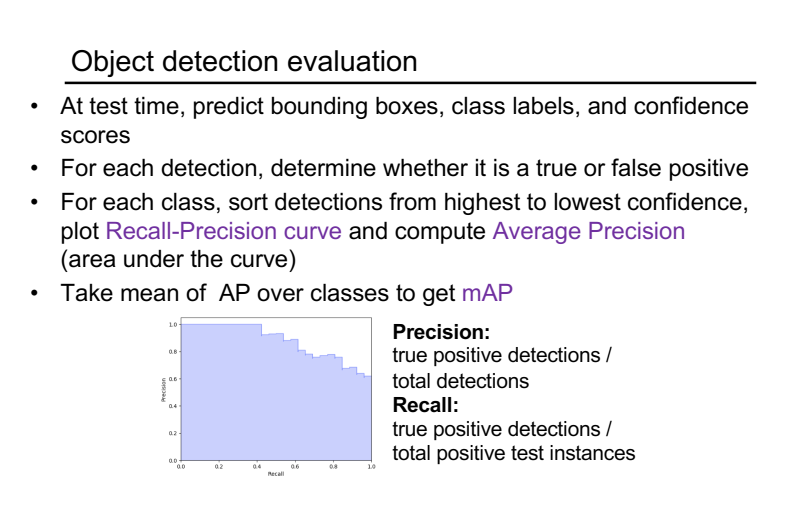 Object detection evaluation
• At test time, predict bounding boxes, class labels, and confidence
scores
• For each detection, determine whether it is a true or false positive
• For each class, sort detections from highest to lowest confidence,
plot Recall-Precision curve and compute Average Precision
(area under the curve)
• Take mean of AP over classes to get mAP
1.0
0.8
0.6
0.4
0.2
0.0
Precision
0.0 0.2 0.4 0.6 0.8 1.0
Recall
Precision:
true positive detections /
total detections
Recall:
true positive detections /
total positive test instances